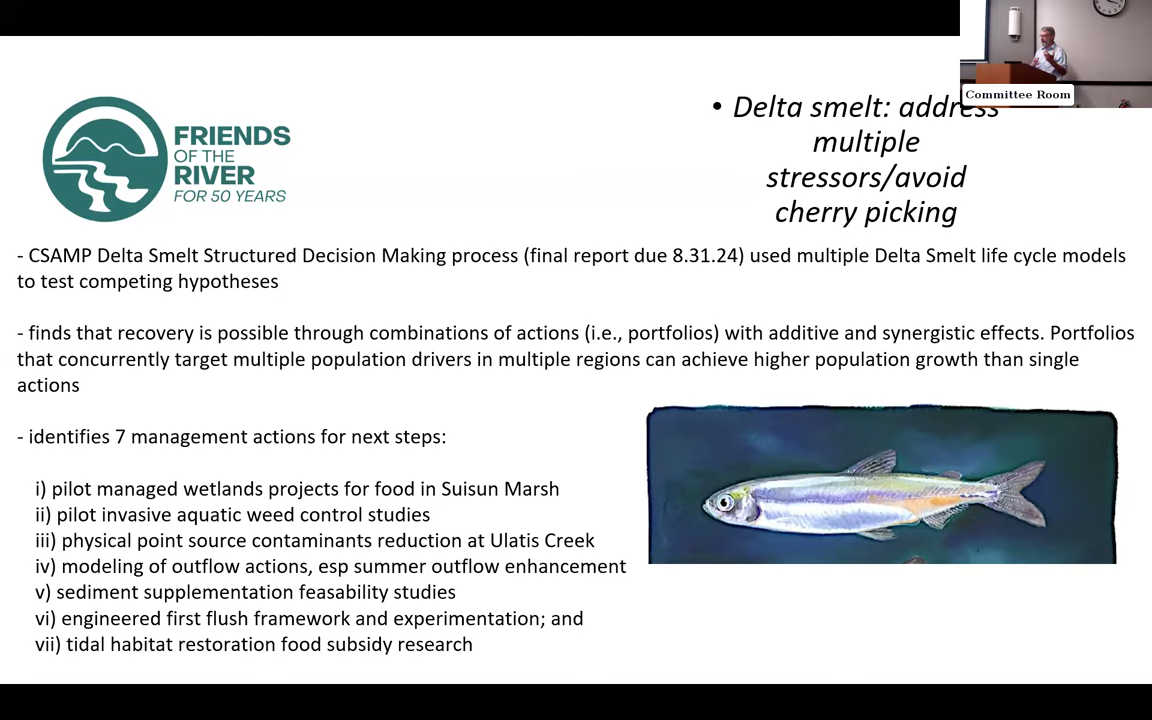 FRIENDS
OF THE
RIVER
FOR 50 YEARS
Committee Room
• Delta smelt: address
multiple
stressors/avoid
cherry picking
- CSAMP Delta Smelt Structured Decision Making process (final report due 8.31.24) used multiple Delta Smelt life cycle models
to test competing hypotheses
- finds that recovery is possible through combinations of actions (i.e., portfolios) with additive and synergistic effects. Portfolios
that concurrently target multiple population drivers in multiple regions can achieve higher population growth than single
actions
- identifies 7 management actions for next steps:
i) pilot managed wetlands projects for food in Suisun Marsh
ii) pilot invasive aquatic weed control studies
iii) physical point source contaminants reduction at Ulatis Creek
iv) modeling of outflow actions, esp summer outflow enhancement
v) sediment supplementation feasability studies
vi) engineered first flush framework and experimentation; and
vii) tidal habitat restoration food subsidy research